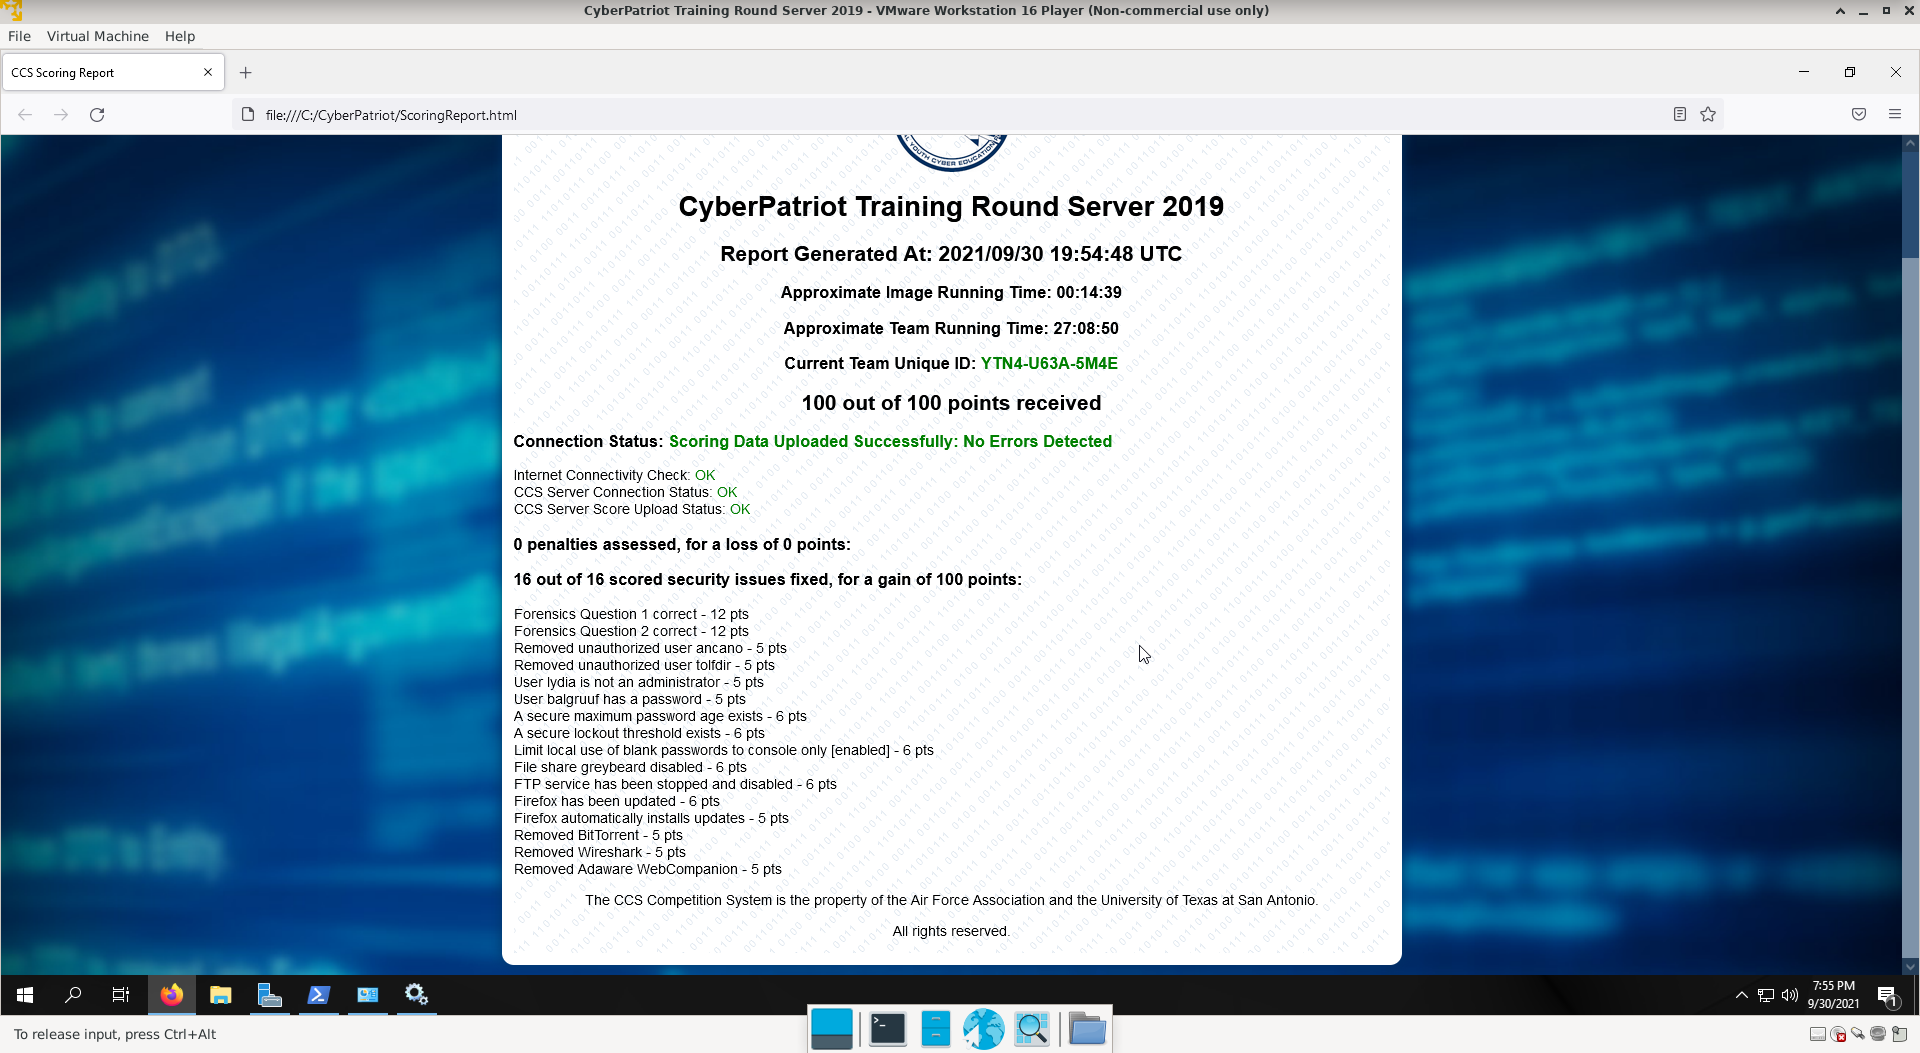 CyberPatriot Training Round Server 2019 - VMware Workstation 16 Player (Non-commercial use only)
File Virtual Machine Help
CCS Scoring Report
file:///C:/CyberPatriot/ScoringReport.html
YOUTH CYBER EDUCATION
CyberPatriot Training Round Server 2019
Report Generated At: 2021/09/30 19:54:48 UTC
Approximate Image Running Time: 00:14:39
Approximate Team Running Time: 27:08:50
Current Team Unique ID: YTN4-U63A-5M4E
100 out of 100 points received
Connection Status: Scoring Data Uploaded Successfully: No Errors Detected
Internet Connectivity Check: OK
CCS Server Connection Status: OK
CCS Server Score Upload Status: OK
0 penalties assessed, for a loss of 0 points:
16 out of 16 scored security issues fixed, for a gain of 100 points:
Forensics Question 1 correct - 12 pts
Forensics Question 2 correct - 12 pts
Removed unauthorized user ancano - 5 pts
Removed unauthorized user tolfdir - 5 pts
User lydia is not an administrator - 5 pts
User balgruuf has a password - 5 pts
A secure maximum password age exists - 6 pts
A secure lockout threshold exists - 6 pts
Limit local use of blank passwords to console only [enabled] - 6 pts
File share greybeard disabled - 6 pts
FTP service has been stopped and disabled - 6 pts
Firefox has been updated - 6 pts
Firefox automatically installs updates - 5 pts
Removed BitTorrent - 5 pts
Removed Wireshark - 5 pts
Removed Adaware WebCompanion - 5 pts
The CCS Competition System is the property of the Air Force Association and the University of Texas at San Antonio.
All rights reserved.
7:55 PM
9/30/2021
1
To release input, press Ctrl+Alt